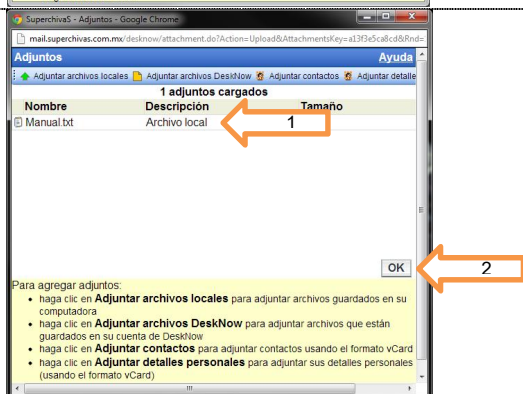 SuperchivaS - Adjuntos - Google Chrome
mail.superchivas.com.mx/desknow/attachment.do?Action=Upload&AttachmentsKey=a13f3e5ca8cd&Rnd=
Adjuntos Ayuda
Adjuntar archivos locales Adjuntar archivos DeskNow Adjuntar contactos Adjuntar detalle
1 adjuntos cargados
Nombre Descripción Tamaño
Manual.txt Archivo local 1
OK 2
Para agregar adjuntos:
• haga clic en Adjuntar archivos locales para adjuntar archivos guardados en su
computadora
• haga clic en Adjuntar archivos DeskNow para adjuntar archivos que están
guardados en su cuenta de DeskNow
• haga clic en Adjuntar contactos para adjuntar contactos usando el formato vCard
• haga clic en Adjuntar detalles personales para adjuntar sus detalles personales
(usando el formato vCard)